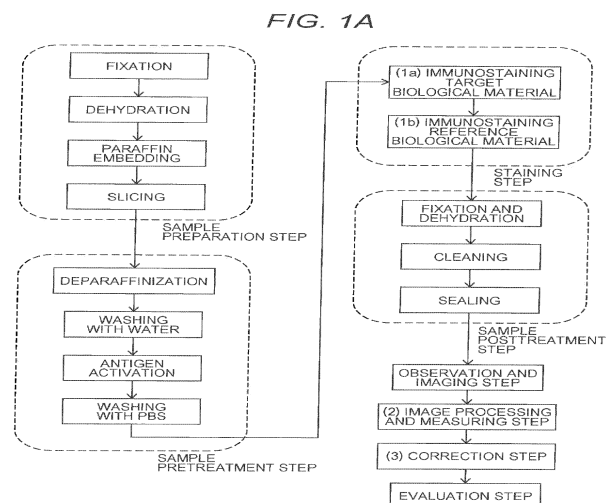 FIG. 1A
FIXATION
DEHYDRATION
PARAFFIN
EMBEDDING
SLICING
SAMPLE
PREPARATION STEP
DEPARAFFINIZATION
WASHING
WITH WATER
ANTIGEN
ACTIVATION
WASHING
WITH PBS
SAMPLE
PRETREATMENT STEP
(1a) IMMUNOSTAINING
TARGET
BIOLOGICAL MATERIAL
(1b) IMMUNOSTAINING
REFERENCE
BIOLOGICAL MATERIAL
STAINING
STEP
FIXATION AND
DEHYDRATION
CLEANING
SEALING
SAMPLE
POSTTREATMENT
STEP
OBSERVATION AND
IMAGING STEP
(2) IMAGE PROCESSING
AND MEASURING STEP
(3) CORRECTION STEP
EVALUATION STEP